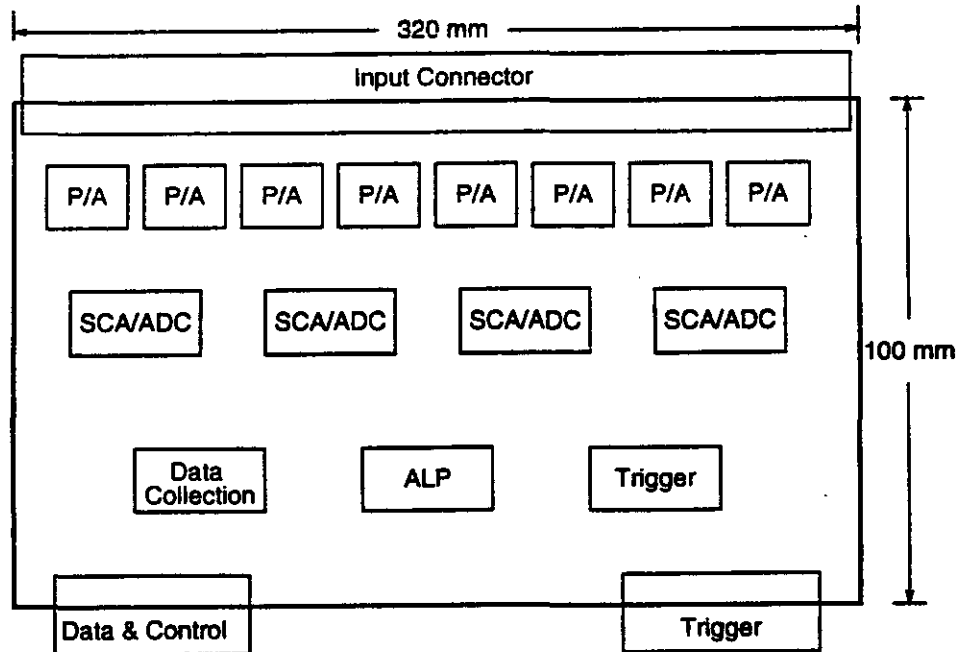 320 mm
Input Connector
P/A P/A P/A P/A P/A P/A P/A P/A
SCA/ADC SCA/ADC SCA/ADC SCA/ADC
100 mm
Data
Collection
ALP
Trigger
Data & Control
Trigger